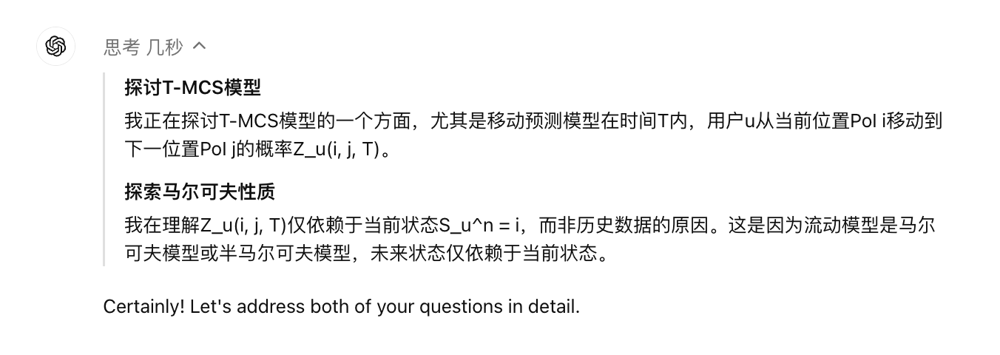 思考 几秒
探讨T-MCS模型
我正在探讨T-MCS模型的一个方面，尤其是移动预测模型在时间T内，用户u从当前位置PoI i移动到
下一位置PoI j的概率Z_u(i, j, T)。
探索马尔可夫性质
我在理解Z_u(i, j, T)仅依赖于当前状态S_u^n = i，而非历史数据的原因。这是因为流动模型是马尔
可夫模型或半马尔可夫模型，未来状态仅依赖于当前状态。
Certainly! Let's address both of your questions in detail.